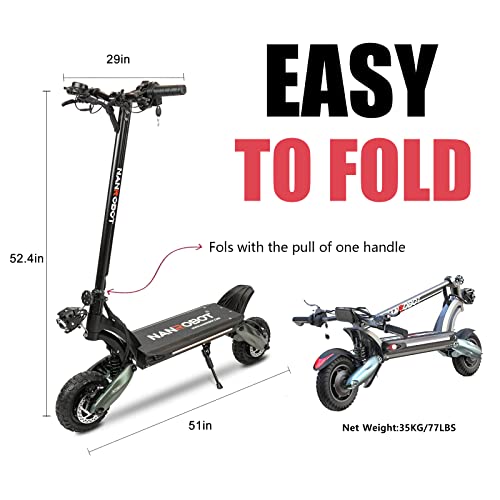 29in
EASY
TO FOLD
NANROBOT
52.4in
Fols with the pull of one handle
NANROBOT
51in
Net Weight:35KG/77LBS